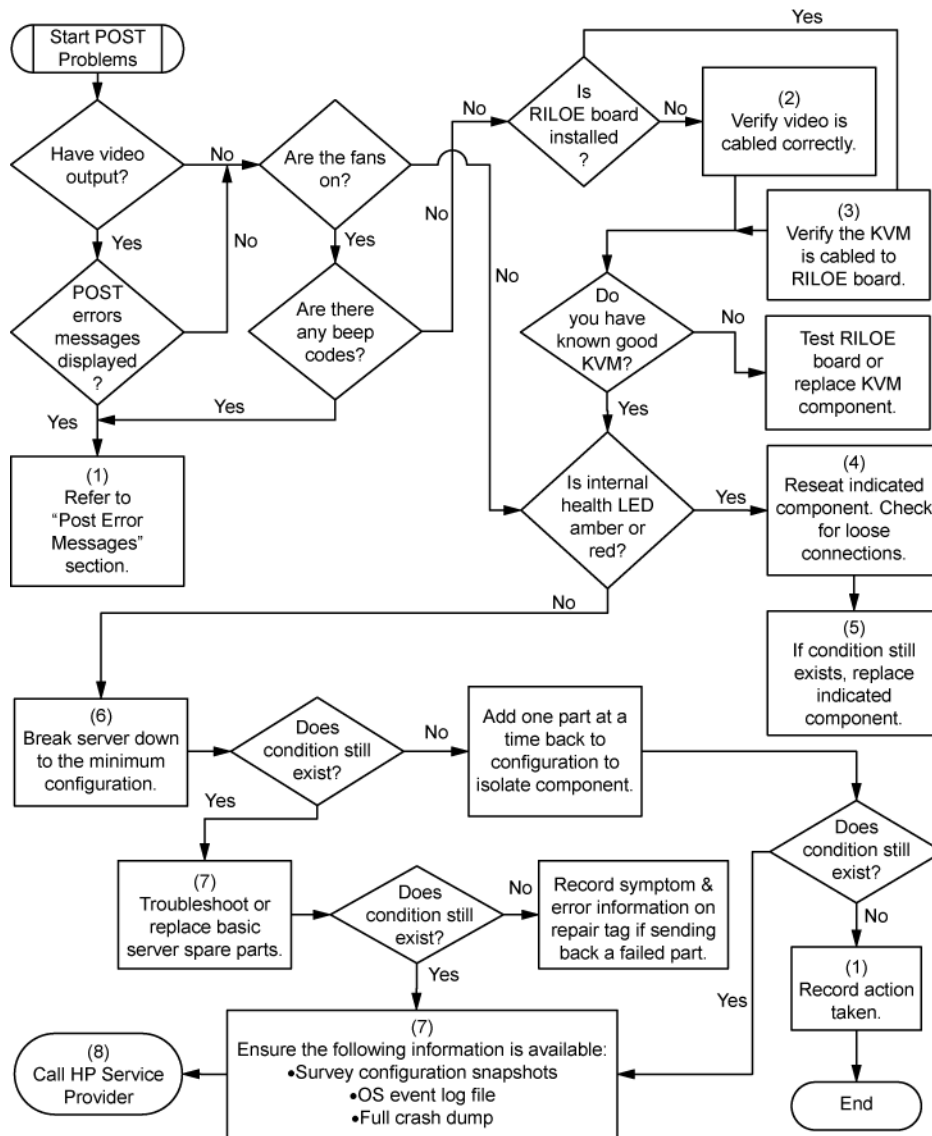 Start POST
Problems
Have video
output?
No
Yes
POST
errors
messages
displayed
?
No
Yes
(1)
Refer to
“Post Error
Messages”
section.
Are the fans
on?
No
Yes
Are there
any beep
codes?
No
Yes
Is
RILOE board
installed
?
Yes
No
(2)
Verify video is
cabled correctly.
(3)
Verify the KVM
is cabled to
RILOE board.
Do
you have
known good
KVM?
No
Test RILOE
board or
replace KVM
component.
Yes
Is internal
health LED
amber or
red?
Yes
(4)
Reseat indicated
component. Check
for loose
connections.
(5)
If condition still
exists, replace
indicated
component.
No
(6)
Break server down
to the minimum
configuration.
Does
condition still
exist?
No
Add one part at a
time back to
configuration to
isolate component.
Yes
(7)
Troubleshoot or
replace basic
server spare parts.
Does
condition still
exist?
No
Record symptom &
error information on
repair tag if sending
back a failed part.
Yes
Does
condition still
exist?
No
(1)
Record action
taken.
End
Yes
(7)
Ensure the following information is available:
•Survey configuration snapshots
•OS event log file
•Full crash dump
(8)
Call HP Service
Provider